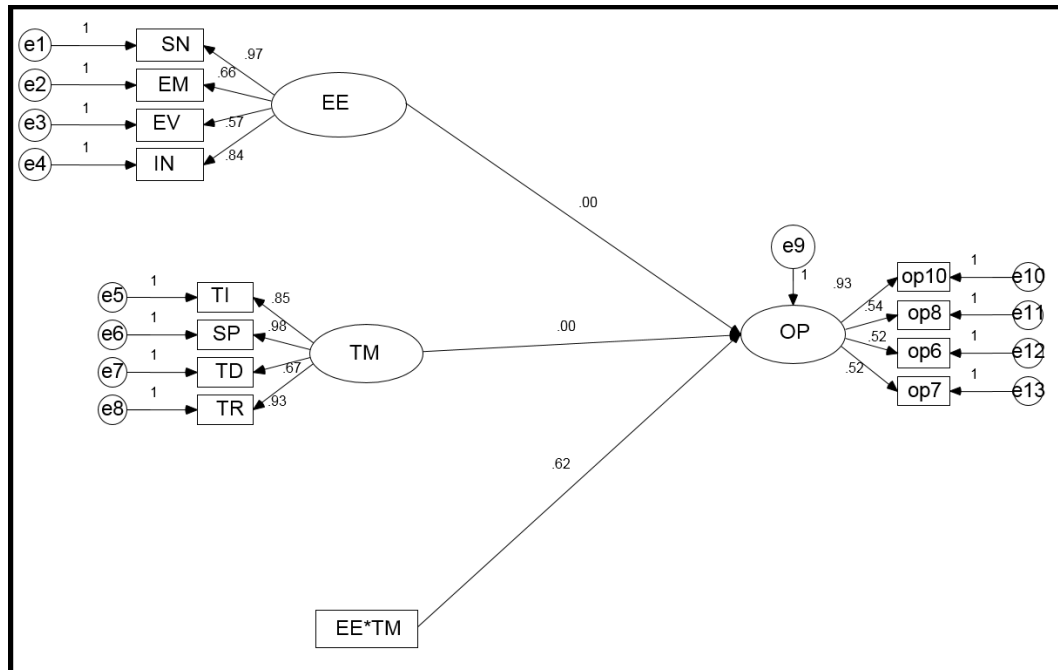 e1 1 SN .97
e2 1 EM .66
e3 1 EV .57
e4 1 IN .84
EE
.00
e9
1
e5 1 TI .85
e6 1 SP .98
e7 1 TD .67
e8 1 TR .93
TM
.00
OP
.93 op10 1 e10
.54 op8 1 e11
.52 op6 1 e12
.52 op7 1 e13
.62
EE*TM